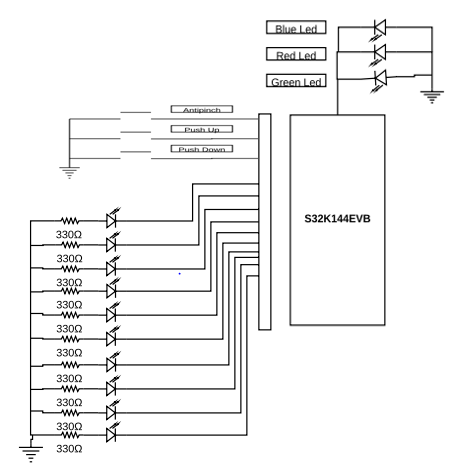 Blue Led
Red Led
Green Led
Antipinch
Push Up
Push Down
S32K144EVB
330Ω
330Ω
330Ω
330Ω
330Ω
330Ω
330Ω
330Ω
330Ω
330Ω